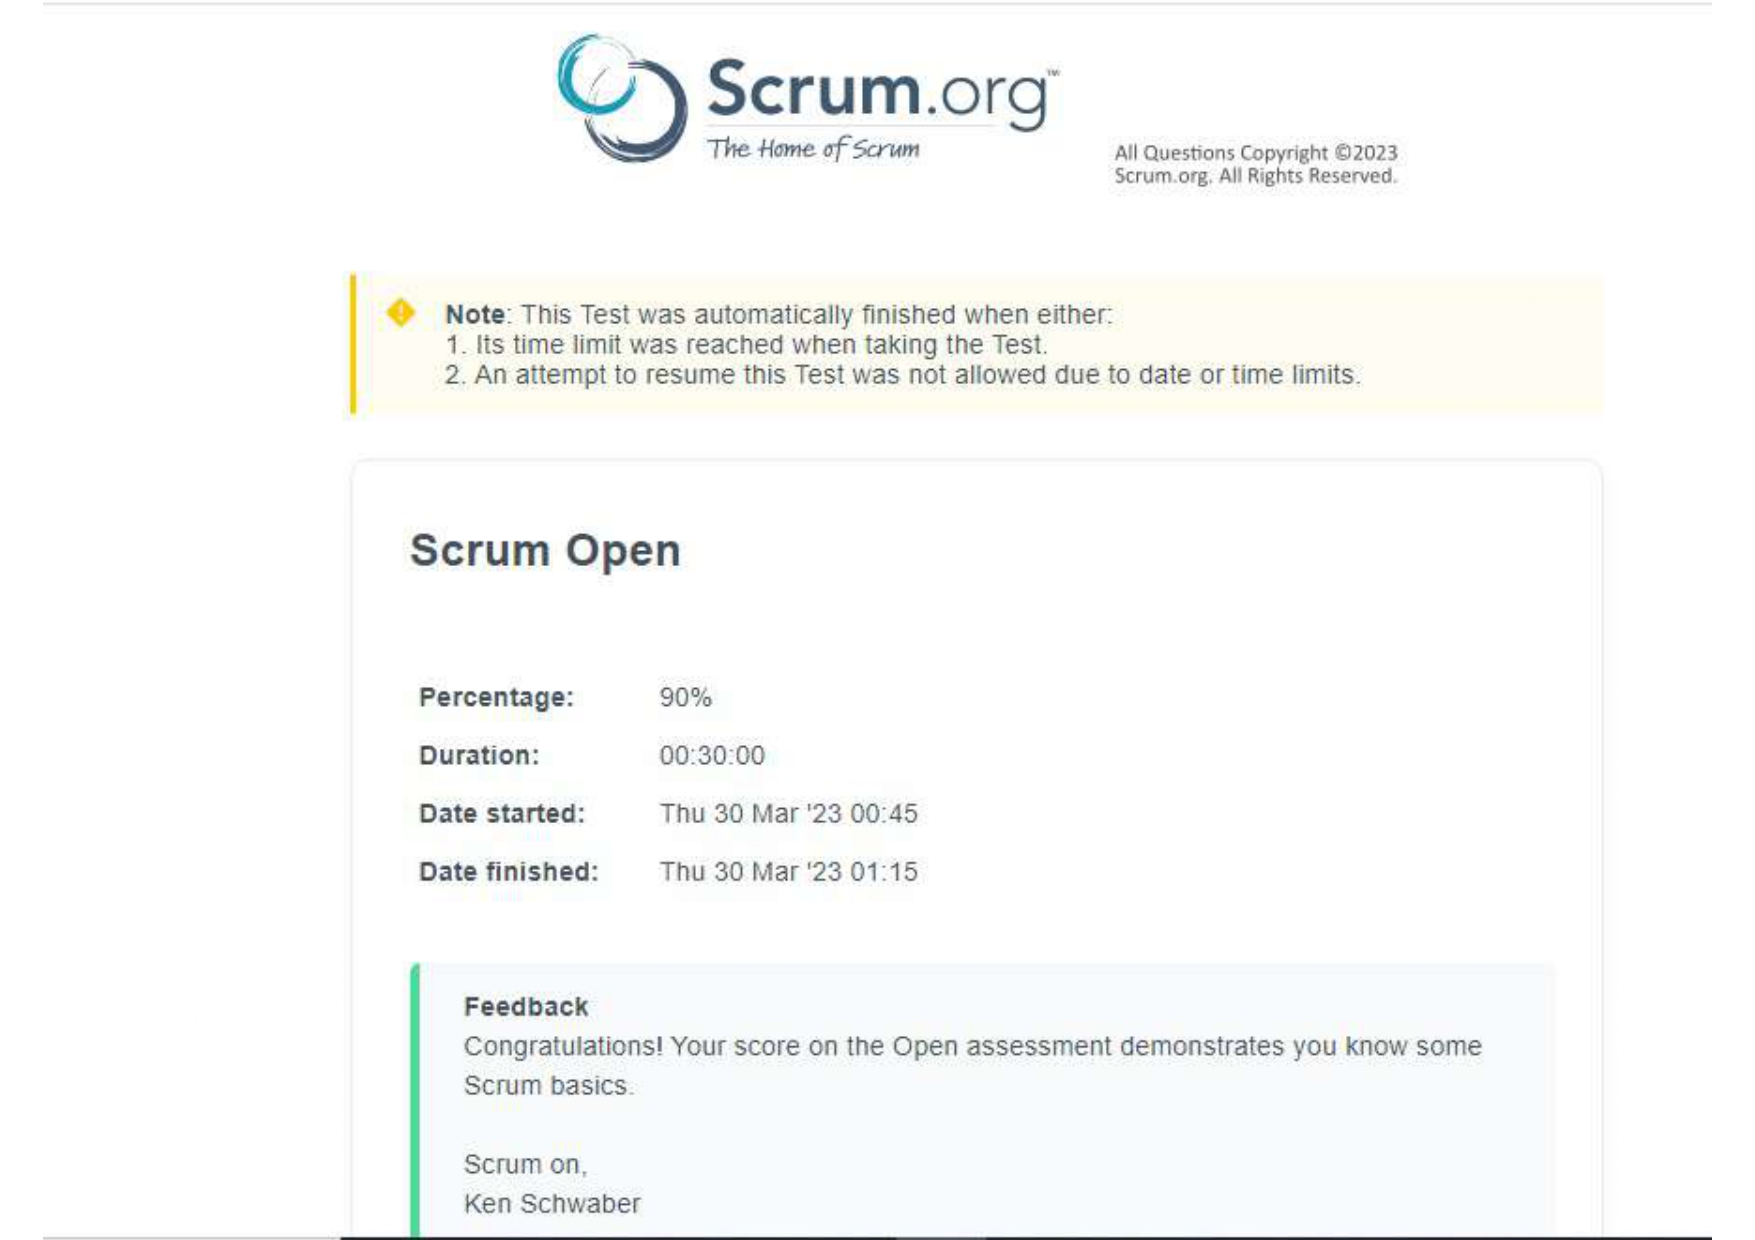 Scrum.org™
The Home of Scrum
All Questions Copyright ©2023
Scrum.org. All Rights Reserved.
Note: This Test was automatically finished when either:
1. Its time limit was reached when taking the Test.
2. An attempt to resume this Test was not allowed due to date or time limits.
Scrum Open
Percentage: 90%
Duration: 00:30:00
Date started: Thu 30 Mar '23 00:45
Date finished: Thu 30 Mar '23 01:15
Feedback
Congratulations! Your score on the Open assessment demonstrates you know some
Scrum basics.
Scrum on,
Ken Schwaber